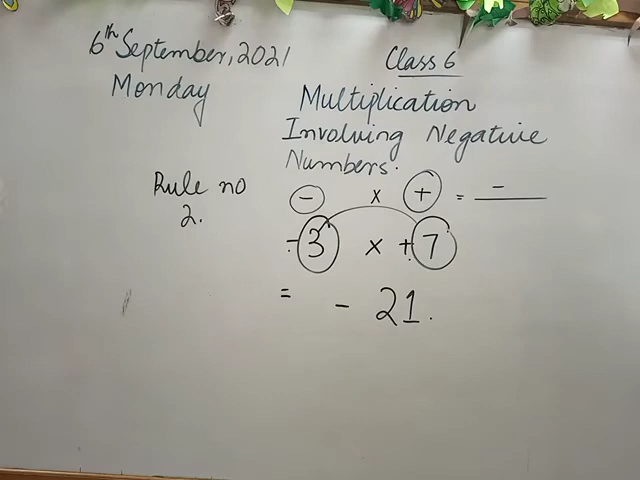 6th September, 2021
Class 6
Monday
Multiplication
Involving Negative
Numbers.
Rule no
2.
- x + = -
-3 x +7
= - 21.